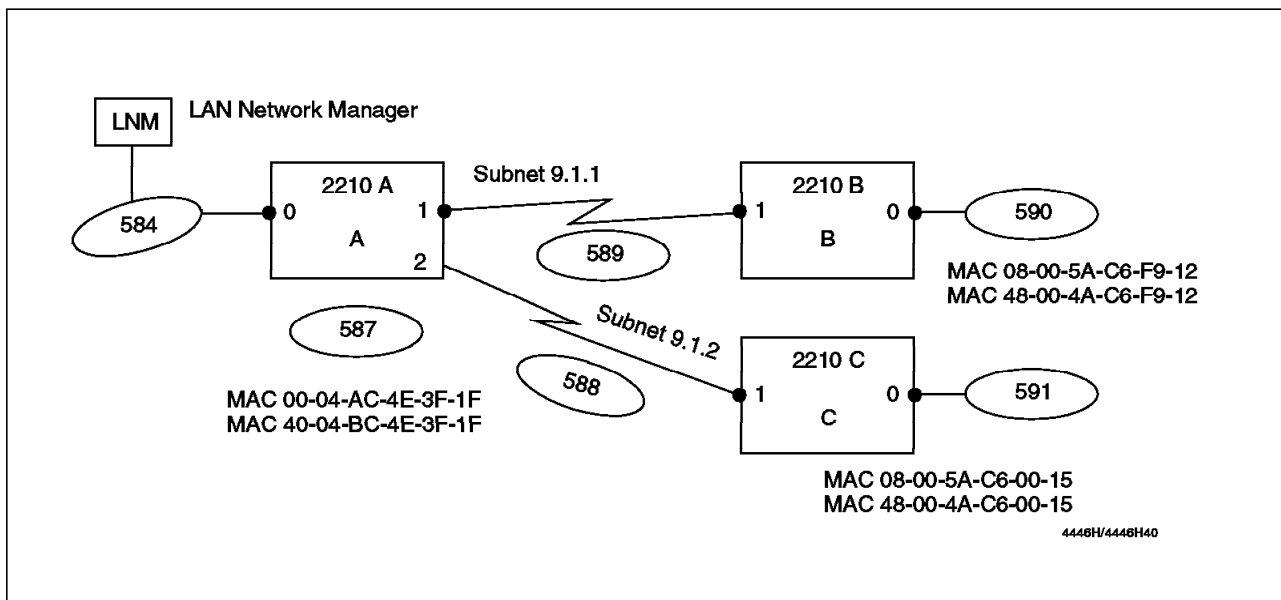 LNM
LAN Network Manager
584
0
2210 A
1
A
2
Subnet 9.1.1
589
2210 B
1
0
B
590
MAC 08-00-5A-C6-F9-12
MAC 48-00-4A-C6-F9-12
587
MAC 00-04-AC-4E-3F-1F
MAC 40-04-BC-4E-3F-1F
Subnet 9.1.2
588
2210 C
1
0
C
591
MAC 08-00-5A-C6-00-15
MAC 48-00-4A-C6-00-15
4446H/4446H40